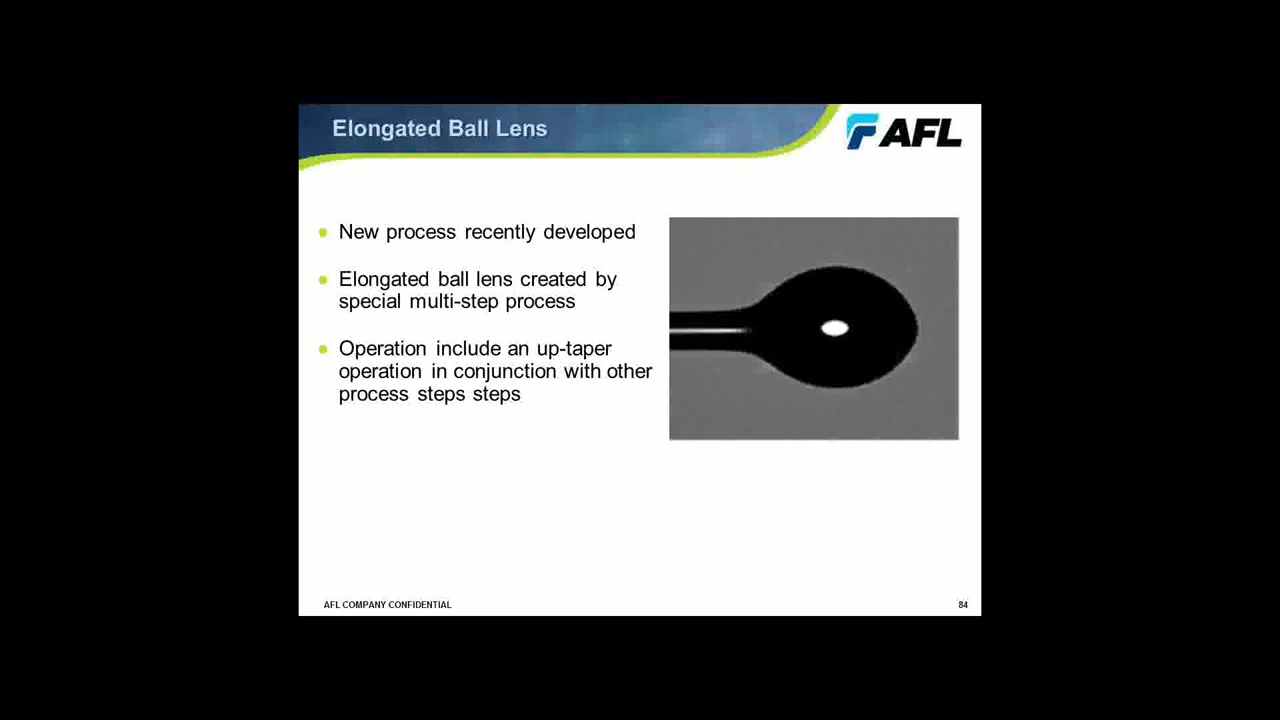 Elongated Ball Lens
AFL
New process recently developed
Elongated ball lens created by
special multi-step process
Operation include an up-taper
operation in conjunction with other
process steps steps
AFL COMPANY CONFIDENTIAL
84